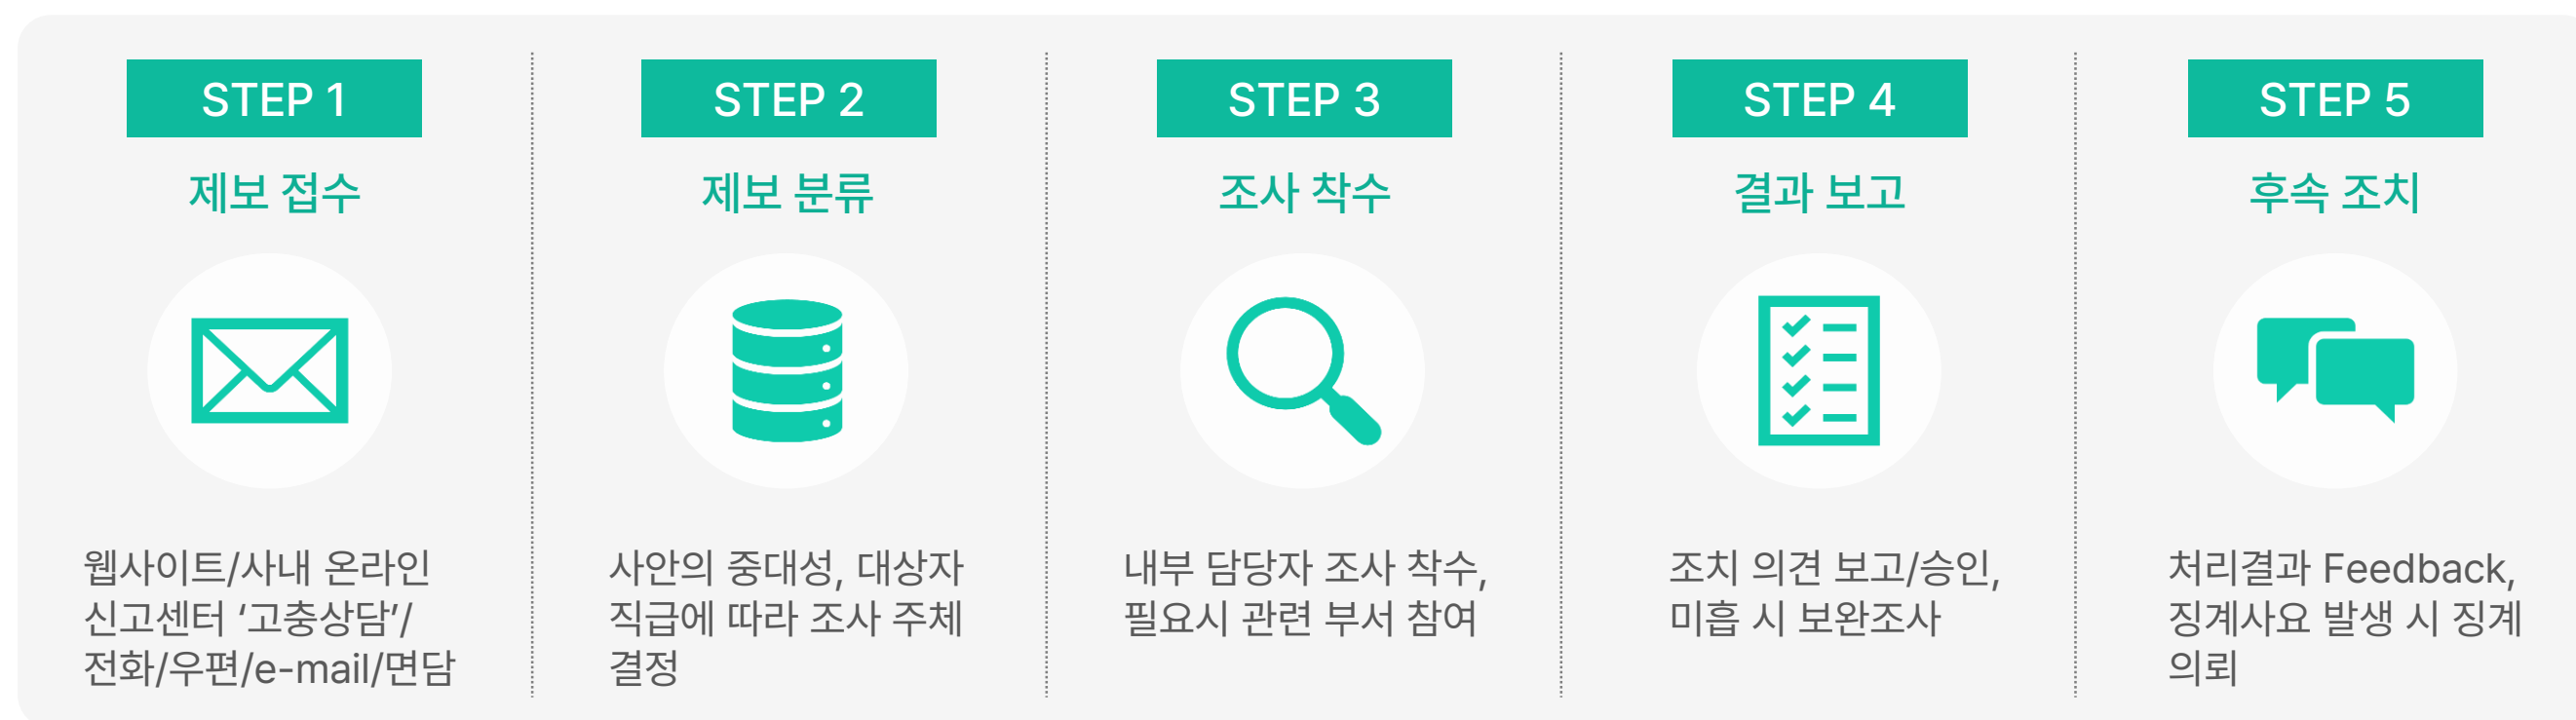 STEP 1
제보 접수
웹사이트/사내 온라인
신고센터 ‘고충상담’/
전화/우편/e-mail/면담
STEP 2
제보 분류
사안의 중대성, 대상자
직급에 따라 조사 주체
결정
STEP 3
조사 착수
내부 담당자 조사 착수,
필요시 관련 부서 참여
STEP 4
결과 보고
조치 의견 보고/승인,
미흡 시 보완조사
STEP 5
후속 조치
처리결과 Feedback,
징계사요 발생 시 징계
의뢰